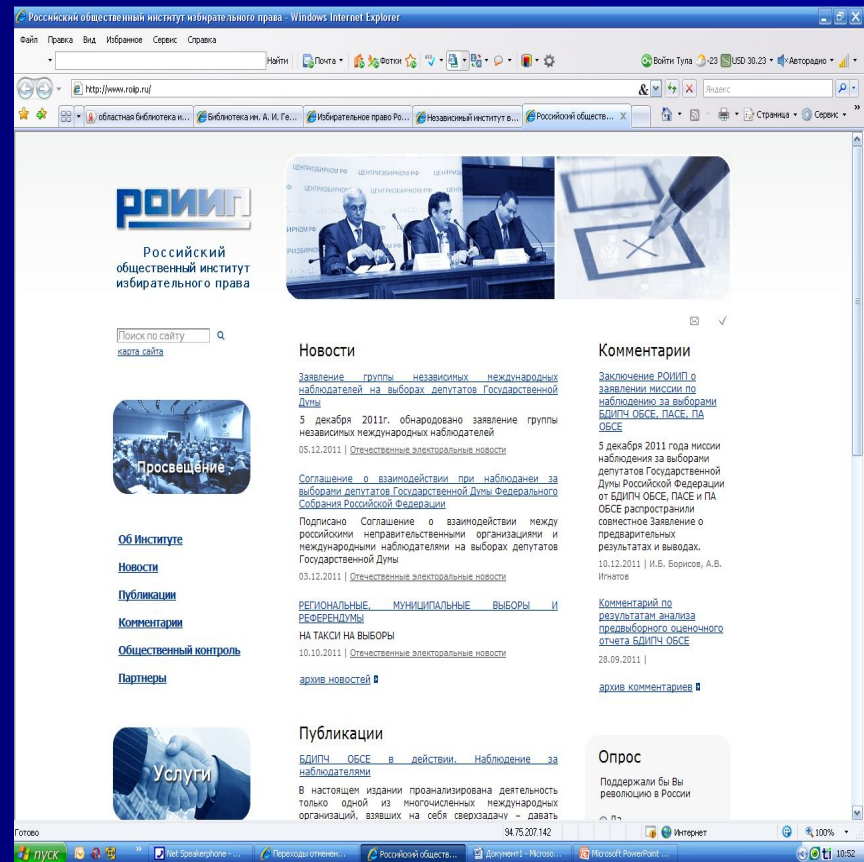 Российский общественный институт избирательного права - Windows Internet Explorer
Файл Правка Вид Избранное Сервис Справка
Найти Почта Фотки Войти Тула -23 USD 30.23 Авторадио
http://www.roiip.ru/ & Яндекс
областная библиотека и... Библиотека им. А. И. Ге... Избирательное право Ро... Независимый институт в... Российский обществ... X Страница Сервис »
РОИИП
Российский
общественный институт
избирательного права
Поиск по сайту
карта сайта
Просвещение
Об Институте
Новости
Публикации
Комментарии
Общественный контроль
Партнеры
Услуги
Новости
Заявление группы независимых международных
наблюдателей на выборах депутатов Государственной
Думы
5 декабря 2011г. обнародовано заявление группы
независимых международных наблюдателей
05.12.2011 | Отечественные электоральные новости
Соглашение о взаимодействии при наблюданеи за
выборами депутатов Государственной Думы Федерального
Собрания Российской Федерации
Подписано Соглашение о взаимодействии между
российскими неправительственными организациями и
международными наблюдателями на выборах депутатов
Государственной Думы
03.12.2011 | Отечественные электоральные новости
РЕГИОНАЛЬНЫЕ, МУНИЦИПАЛЬНЫЕ ВЫБОРЫ И
РЕФЕРЕНДУМЫ
НА ТАКСИ НА ВЫБОРЫ
10.10.2011 | Отечественные электоральные новости
архив новостей
Публикации
БДИПЧ ОБСЕ в действии. Наблюдение за
наблюдателями
В настоящем издании проанализирована деятельность
только одной из многочисленных международных
организаций, взявших на себя сверхзадачу – давать
Комментарии
Заключение РОИИП о
заявлении миссии по
наблюдению за выборами
БДИПЧ ОБСЕ, ПАСЕ, ПА
ОБСЕ
5 декабря 2011 года миссии
наблюдения за выборами
депутатов Государственной
Думы Российской Федерации
от БДИПЧ ОБСЕ, ПАСЕ и ПА
ОБСЕ распространили
совместное Заявление о
предварительных
результатах и выводах.
10.12.2011 | И.Б. Борисов, А.В.
Игнатов
Комментарий по
результатам анализа
предвыборного оценочного
отчета БДИПЧ ОБСЕ
28.09.2011 |
архив комментариев
Опрос
Поддержали бы Вы
революцию в России
Да
Готово 94.75.207.142 Интернет 100%
пуск » Net Speakerphone - ... Переходы отменен... Российский обществ... Документ1 - Microso... Microsoft PowerPoint ... 10:52